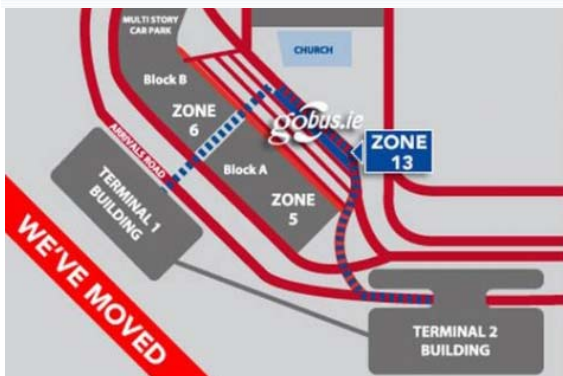 MULTI STORY
CAR PARK
CHURCH
Block B
ZONE
6
gobus.ie
ZONE
13
ARRIVALS ROAD
Block A
TERMINAL 1
BUILDING
ZONE
5
WE'VE MOVED
TERMINAL 2
BUILDING